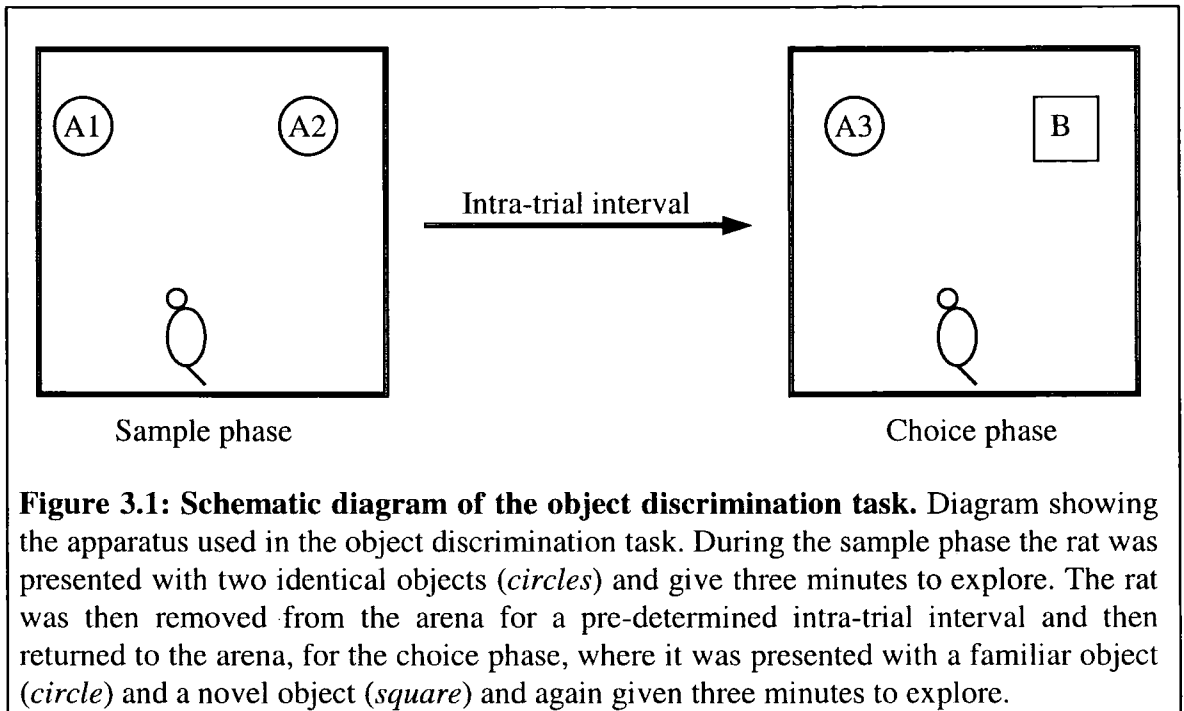 A1 A2 A3 B
Intra-trial interval
Sample phase Choice phase
Figure 3.1: Schematic diagram of the object discrimination task. Diagram showing
the apparatus used in the object discrimination task. During the sample phase the rat was
presented with two identical objects (circles) and give three minutes to explore. The rat
was then removed from the arena for a pre-determined intra-trial interval and then
returned to the arena, for the choice phase, where it was presented with a familiar object
(circle) and a novel object (square) and again given three minutes to explore.